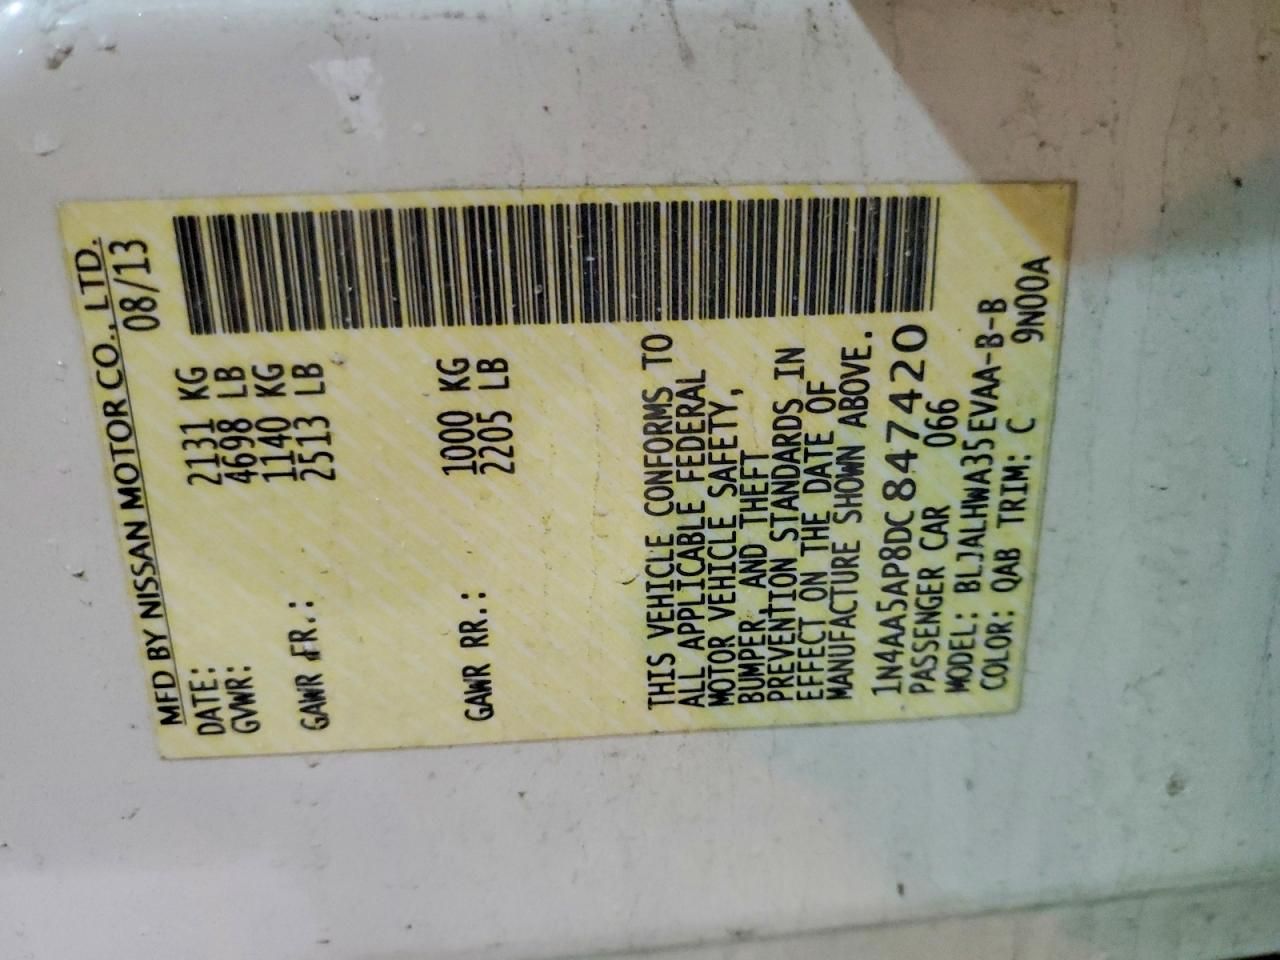 MFD BY NISSAN MOTOR CO., LTD.
DATE: 08/13
GVWR: 2131 KG
4698 LB
GAWR FR.: 1140 KG
2513 LB
GAWR RR.: 1000 KG
2205 LB
THIS VEHICLE CONFORMS TO
ALL APPLICABLE FEDERAL
MOTOR VEHICLE SAFETY,
BUMPER, AND THEFT
PREVENTION STANDARDS IN
EFFECT ON THE DATE OF
MANUFACTURE SHOWN ABOVE.
1N4AA5AP8DC847420
PASSENGER CAR 066
MODEL: BLJALHWA35EVAA-B-B
COLOR: QAB TRIM: C 9N00A